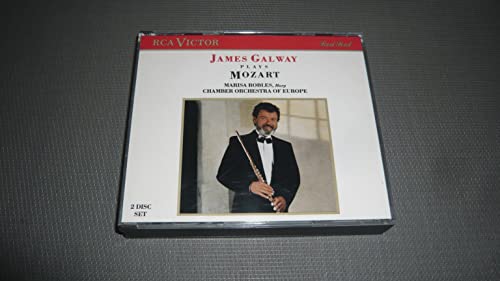 RCA VICTOR Red Seal
JAMES GALWAY
PLAYS
MOZART
MARISA ROBLES, Harp
CHAMBER ORCHESTRA OF EUROPE
2 DISC
SET